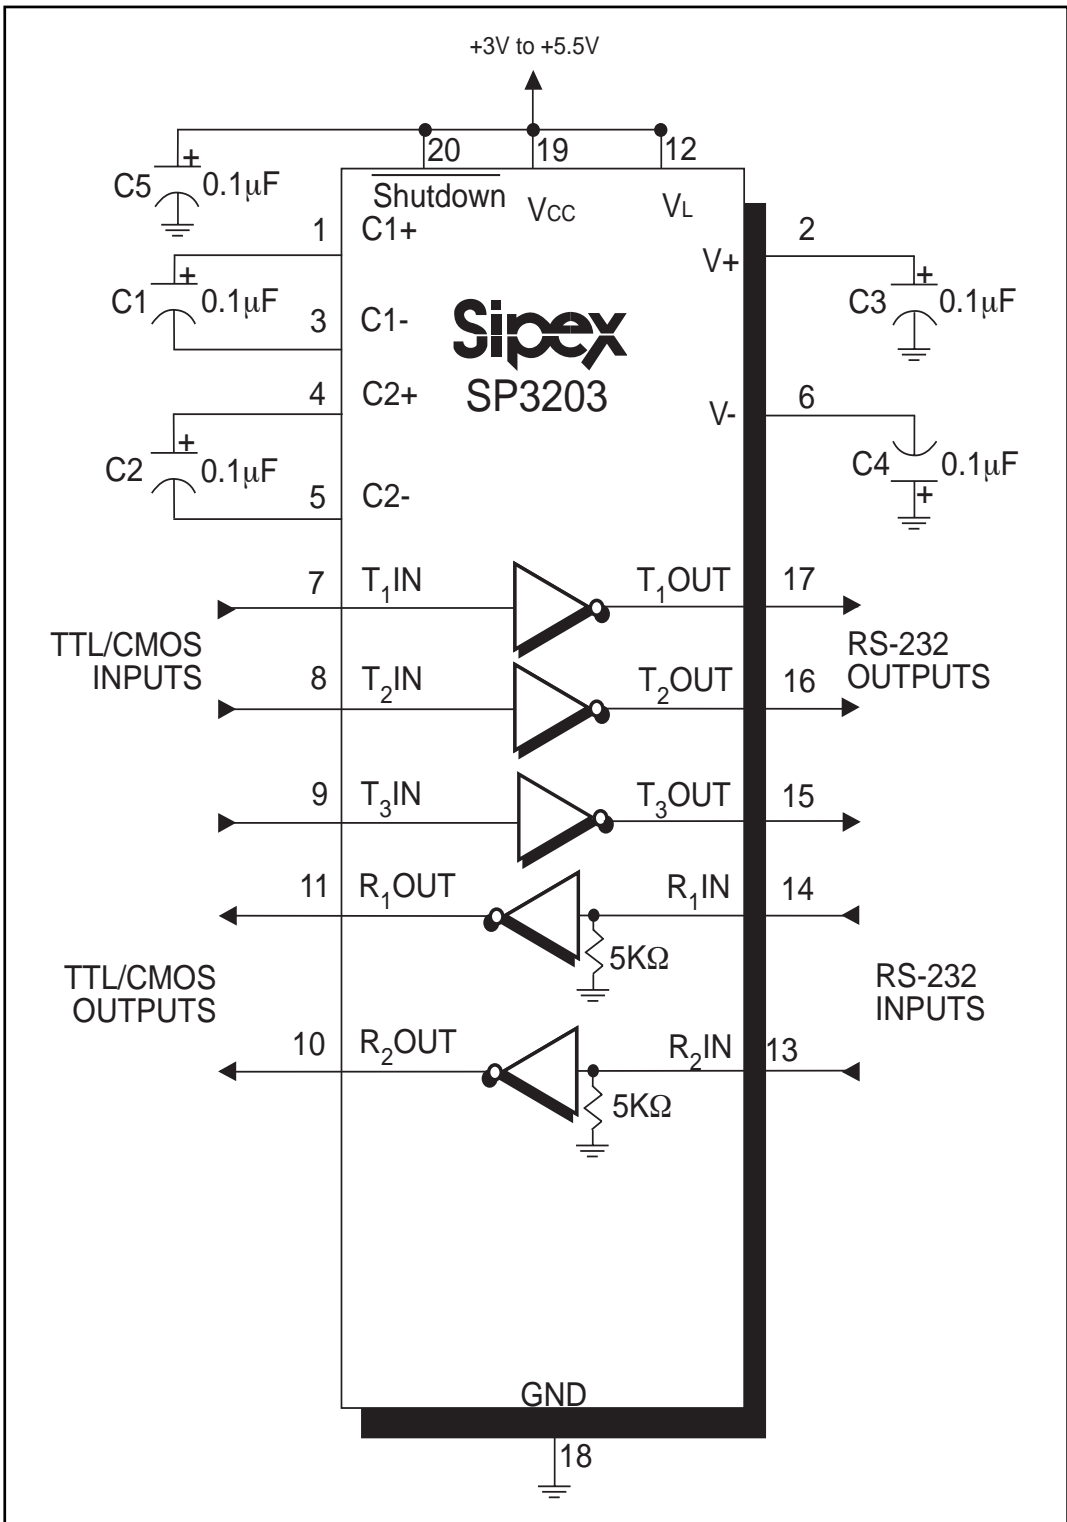 +3V to +5.5V
20 19 12
C5 + 0.1μF
Shutdown VCC VL
1 C1+
V+ 2
C1 + 0.1μF
C3 + 0.1μF
3 C1-
Sipex
SP3203
4 C2+
V- 6
C2 + 0.1μF
C4 0.1μF +
5 C2-
7 T1IN T1OUT 17
TTL/CMOS
INPUTS
RS-232
OUTPUTS
8 T2IN T2OUT 16
9 T3IN T3OUT 15
11 R1OUT R1IN 14
5KΩ
TTL/CMOS
OUTPUTS
RS-232
INPUTS
10 R2OUT R2IN 13
5KΩ
GND
18